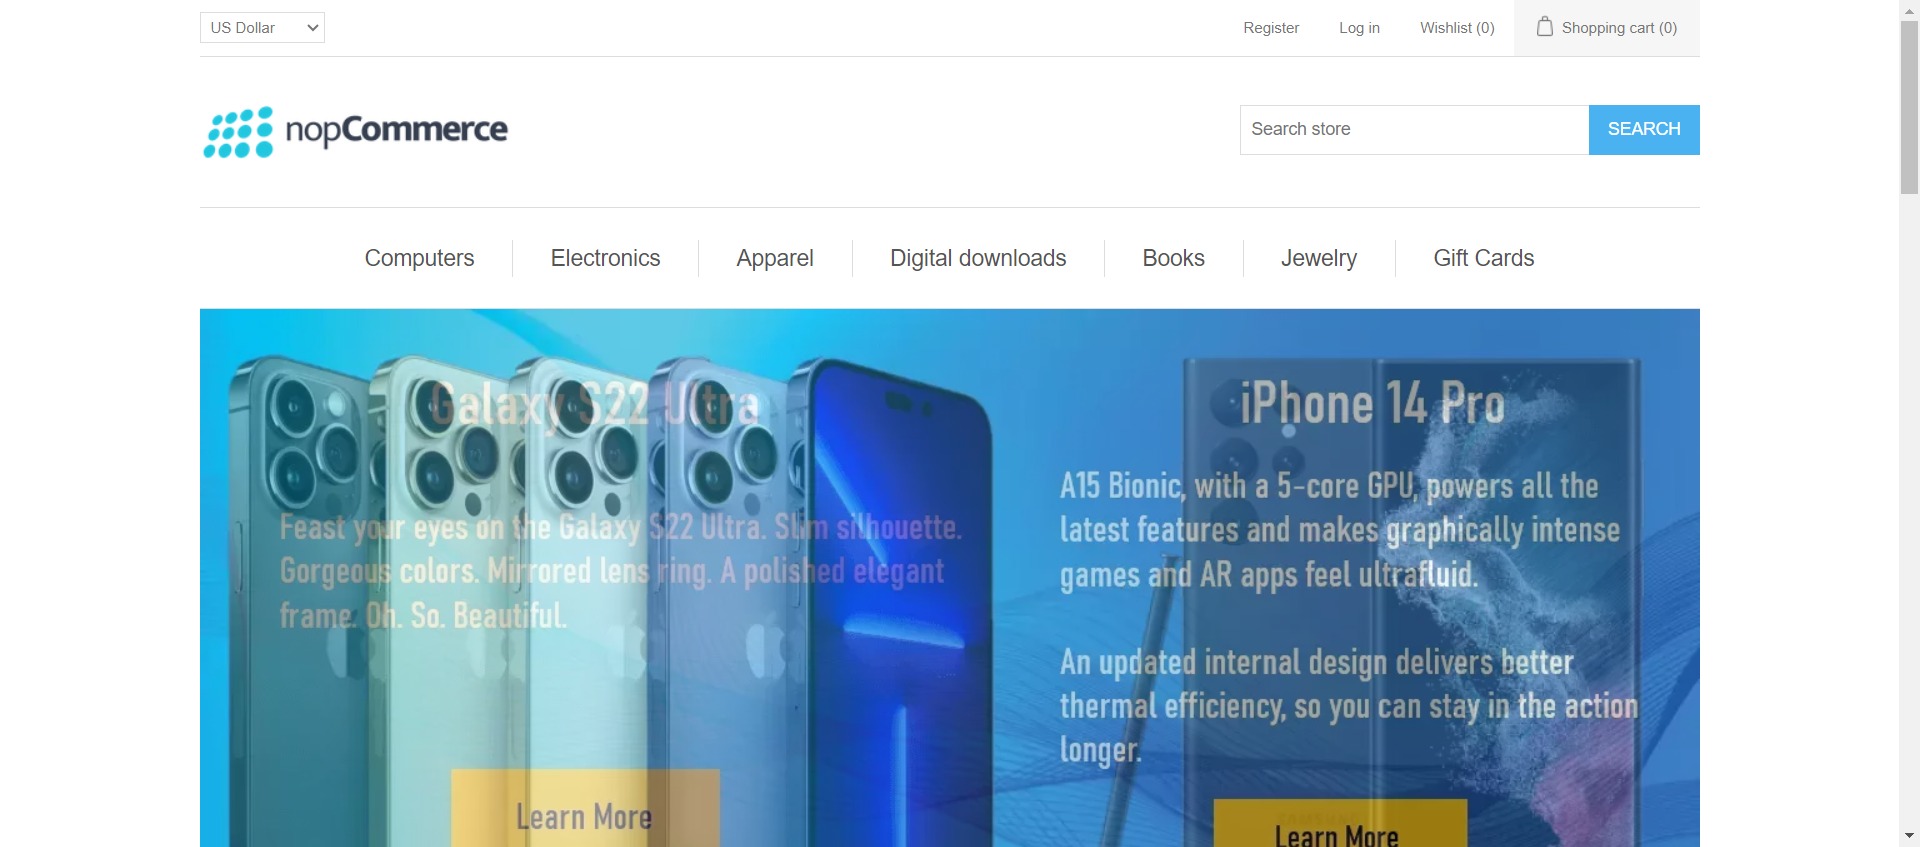 US Dollar
Register
Log in
Wishlist (0)
Shopping cart (0)
nopCommerce
Search store
SEARCH
Computers
Electronics
Apparel
Digital downloads
Books
Jewelry
Gift Cards
Galaxy S22 Ultra
Feast your eyes on the Galaxy S22 Ultra. Slim silhouette.
Gorgeous colors. Mirrored lens ring. A polished elegant
frame. Oh. So. Beautiful.
Learn More
iPhone 14 Pro
A15 Bionic, with a 5-core GPU, powers all the
latest features and makes graphically intense
games and AR apps feel ultrafluid.
An updated internal design delivers better
thermal efficiency, so you can stay in the action
longer.
Learn More